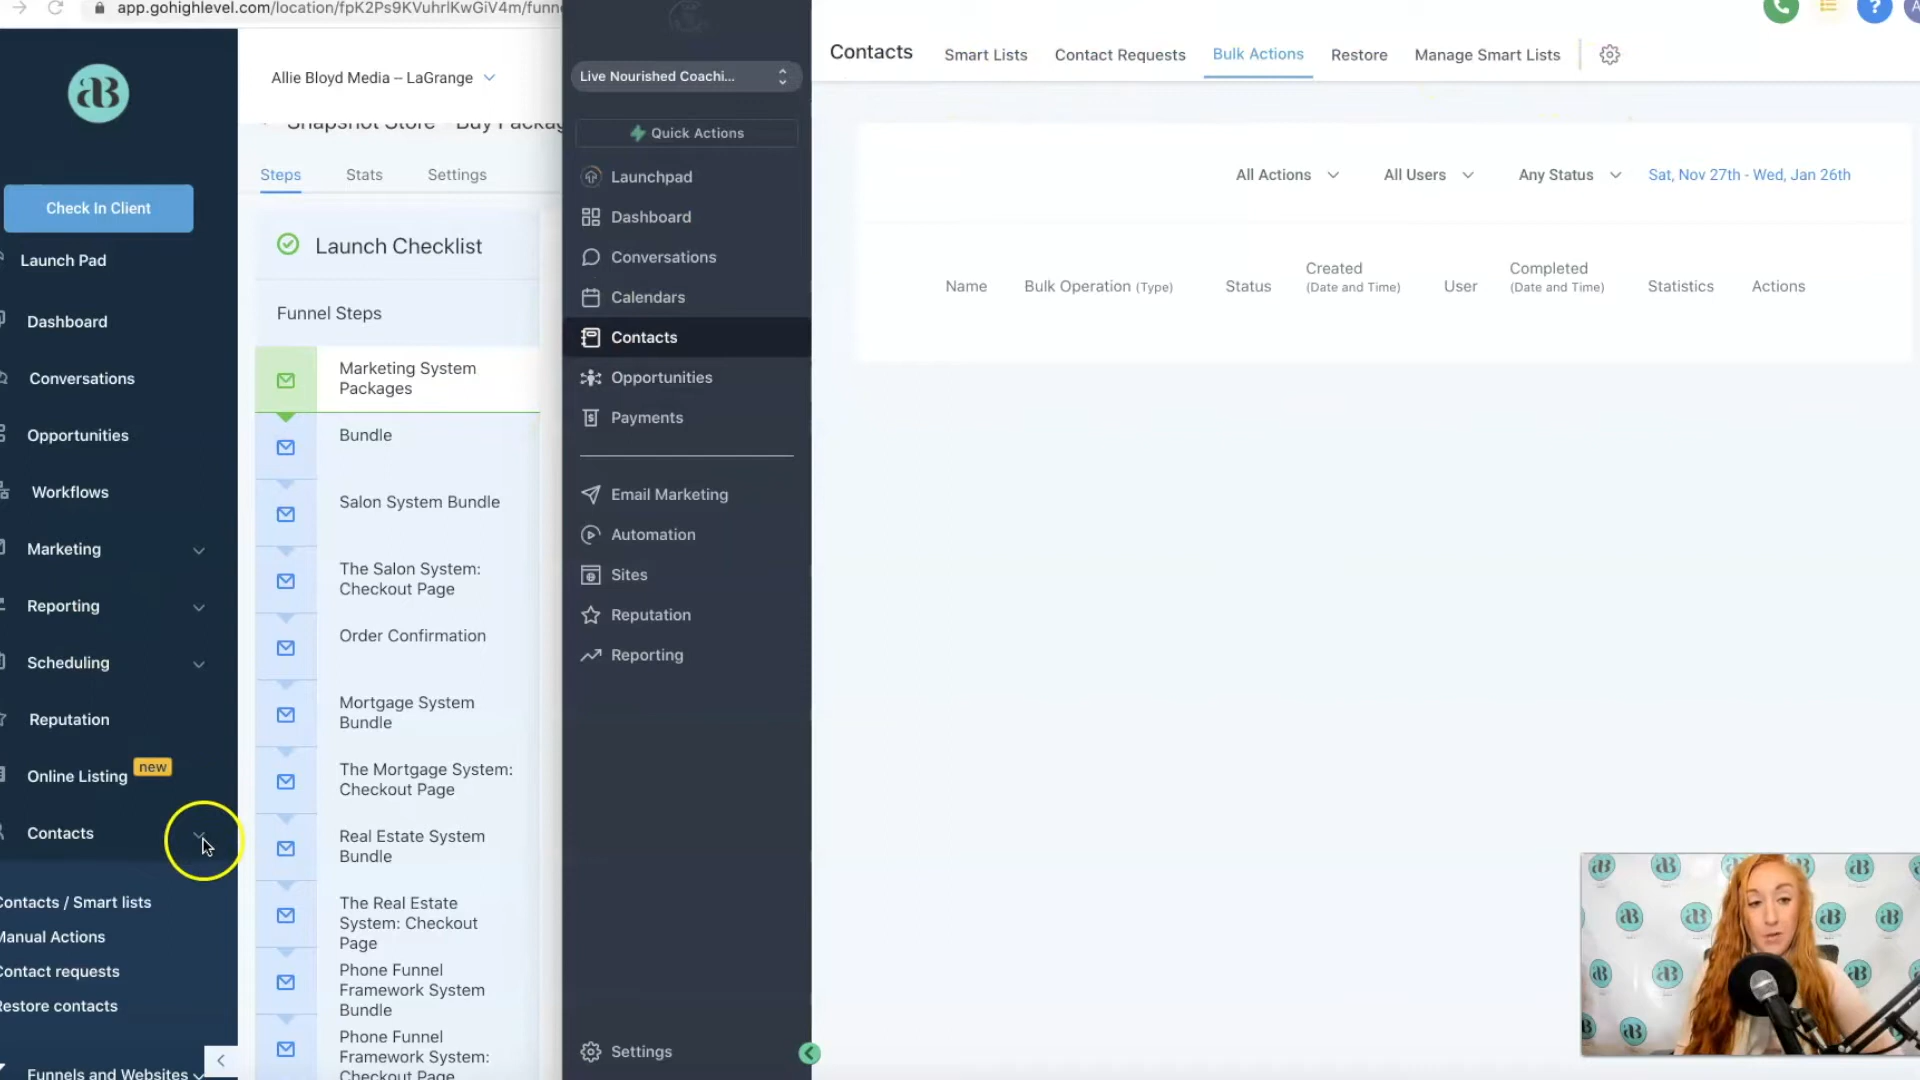 app.gohighlevel.com/location/fpK2Ps9KVuhrlKwGiV4m/funn
aB
Check In Client
Launch Pad
Dashboard
Conversations
Opportunities
Workflows
Marketing
Reporting
Scheduling
Reputation
Online Listing new
Contacts
Contacts / Smart lists
Manual Actions
Contact requests
Restore contacts
Funnels and Websites
Allie Bloyd Media – LaGrange
Snapshot Store - Buy Packag
Steps Stats Settings
Launch Checklist
Funnel Steps
Marketing System
Packages
Bundle
Salon System Bundle
The Salon System:
Checkout Page
Order Confirmation
Mortgage System
Bundle
The Mortgage System:
Checkout Page
Real Estate System
Bundle
The Real Estate
System: Checkout
Page
Phone Funnel
Framework System
Bundle
Phone Funnel
Framework System:
Checkout Page
Live Nourished Coachi...
Quick Actions
Launchpad
Dashboard
Conversations
Calendars
Contacts
Opportunities
Payments
Email Marketing
Automation
Sites
Reputation
Reporting
Settings
Contacts Smart Lists Contact Requests Bulk Actions Restore Manage Smart Lists
?
A
All Actions All Users Any Status Sat, Nov 27th - Wed, Jan 26th
Name Bulk Operation (Type) Status Created (Date and Time) User Completed (Date and Time) Statistics Actions